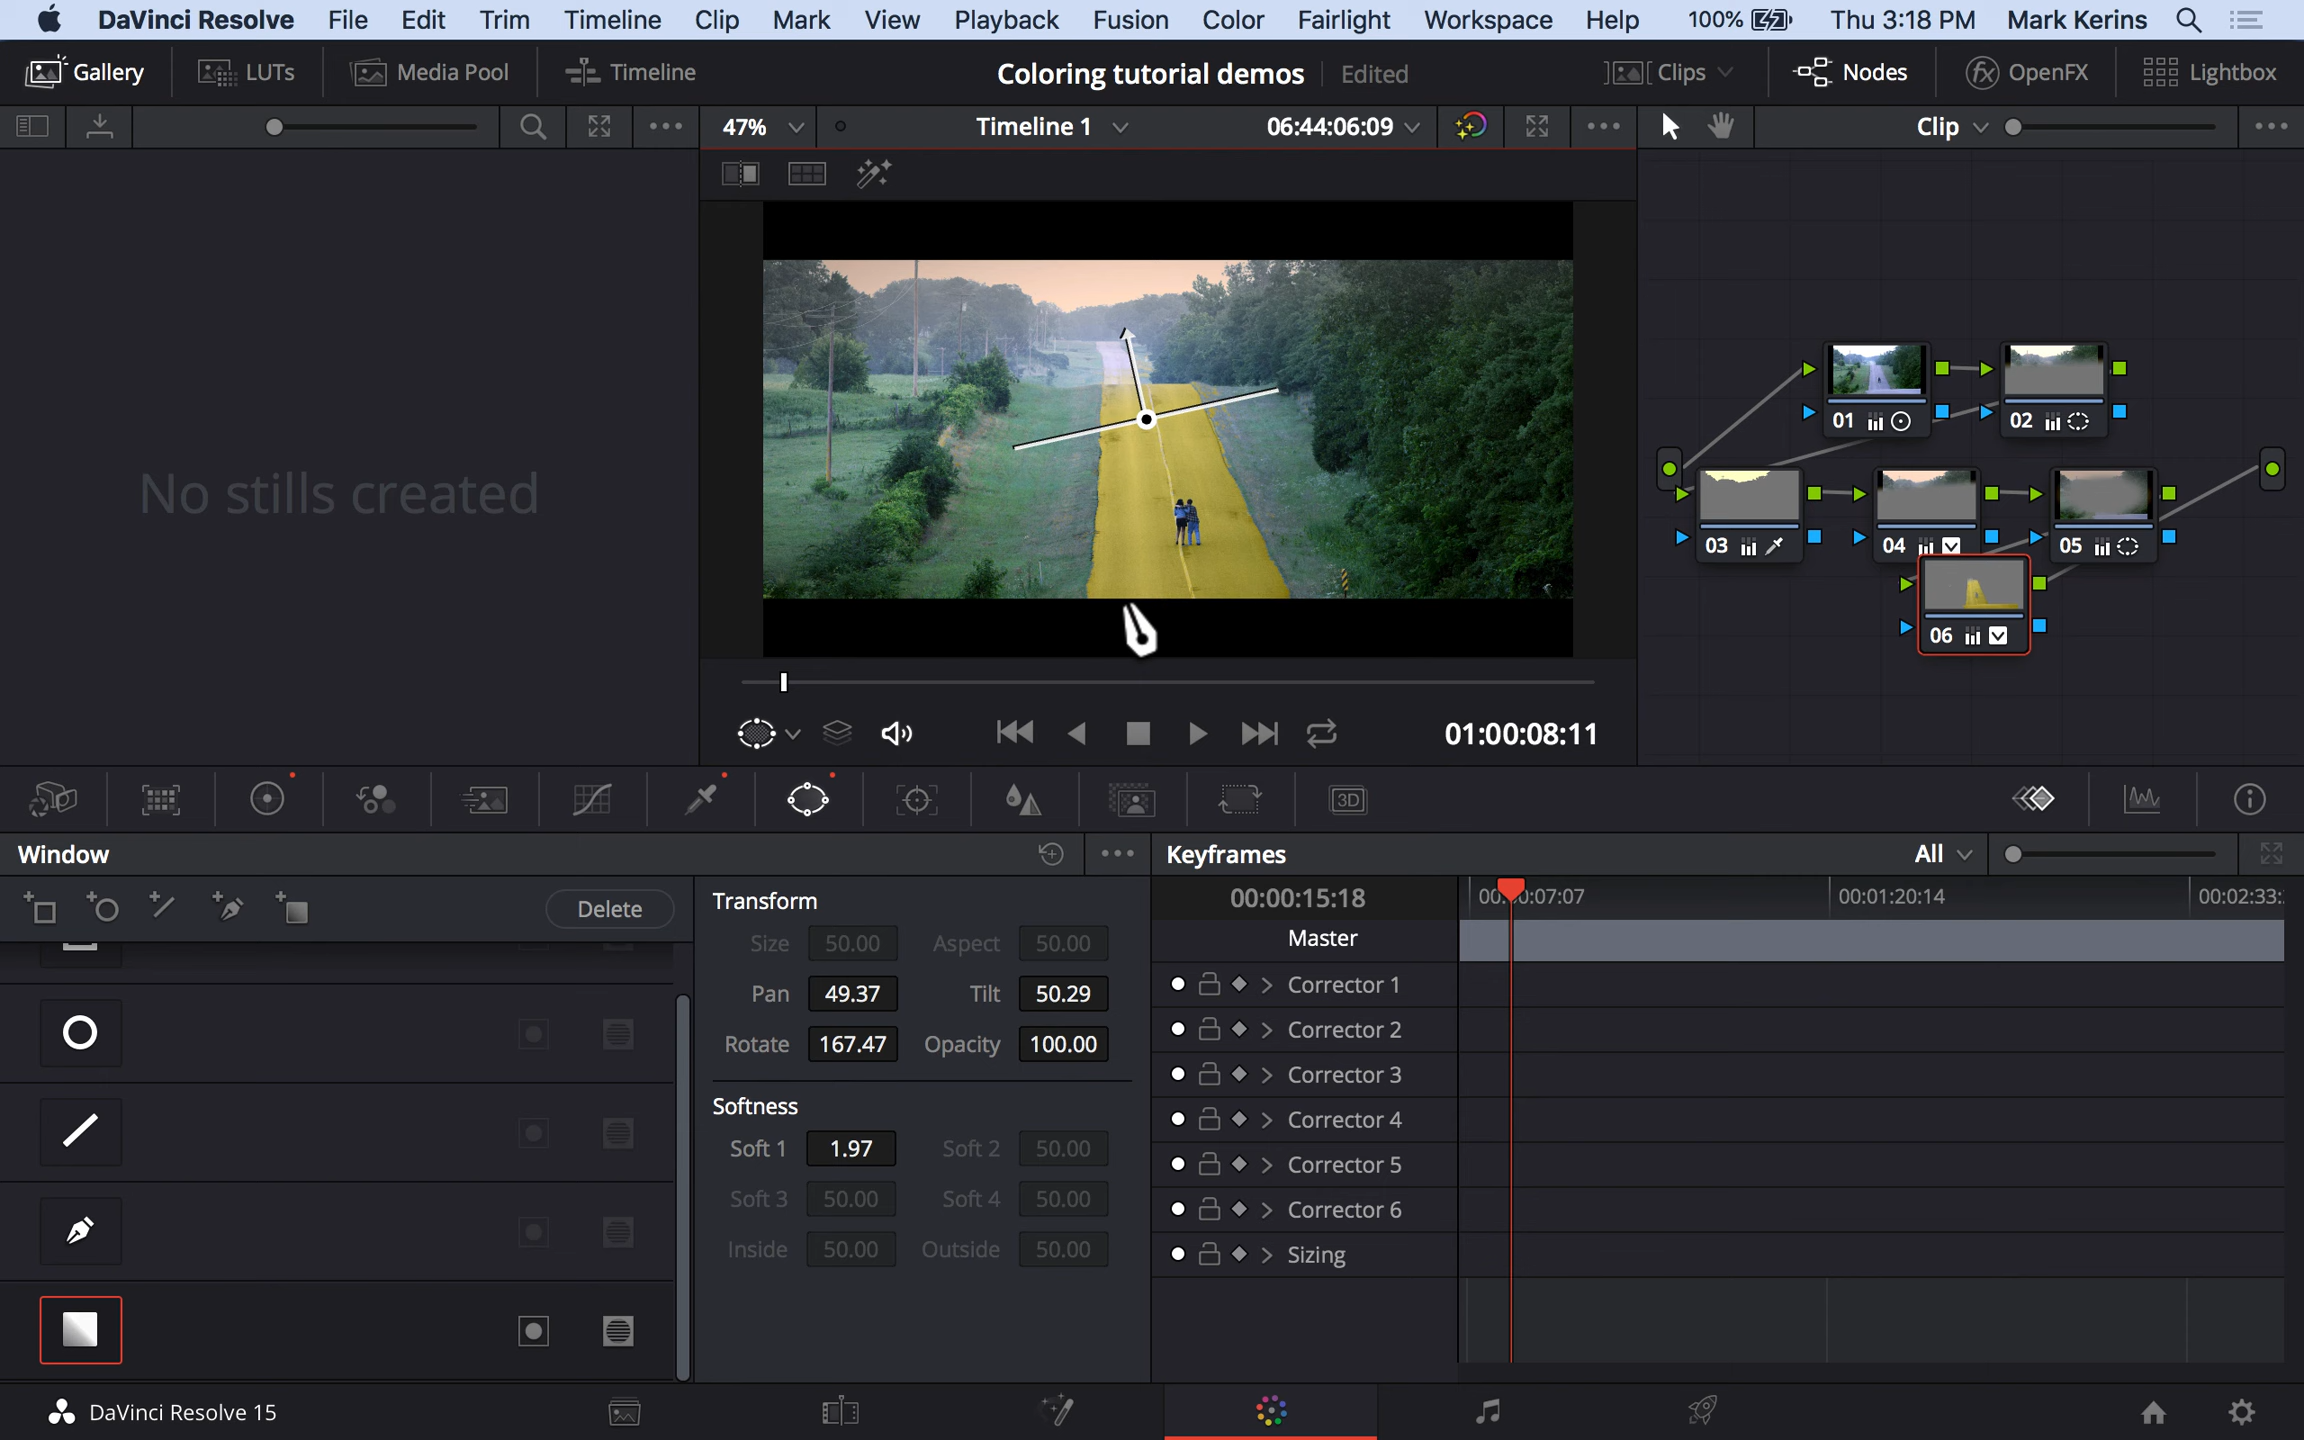 DaVinci Resolve File Edit Trim Timeline Clip Mark View Playback Fusion Color Fairlight Workspace Help 100% Thu 3:18 PM Mark Kerins
Gallery LUTs Media Pool Timeline Coloring tutorial demos Edited Clips Nodes OpenFX Lightbox
47% Timeline 1 06:44:06:09 Clip
No stills created
01 02
03 04 05
06
01:00:08:11
3D
Window Keyframes All
Delete
Transform
Size 50.00 Aspect 50.00
Pan 49.37 Tilt 50.29
Rotate 167.47 Opacity 100.00
Softness
Soft 1 1.97 Soft 2 50.00
Soft 3 50.00 Soft 4 50.00
Inside 50.00 Outside 50.00
00:00:15:18 00:01:20:14 00:02:33:
Master
Corrector 1
Corrector 2
Corrector 3
Corrector 4
Corrector 5
Corrector 6
Sizing
DaVinci Resolve 15